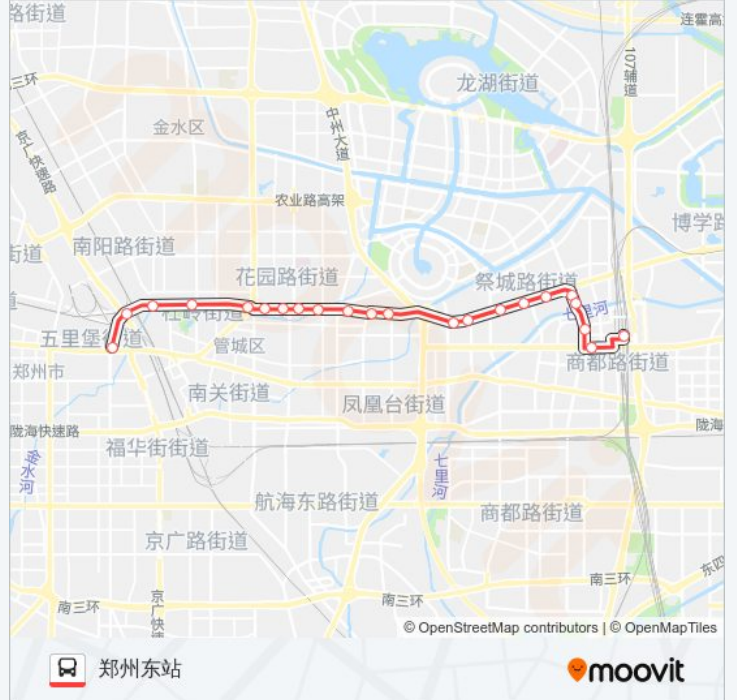 路街道
连霍高
三环
龙湖街道
107辅道
金水区
中州大道
京广快速路
农业路高架
博学路
街道
南阳路街道
花园路街道
祭城路街道
杜岭街道
七里河
五里堡街道
管城区
商都路街道
郑州市
南关街道
凤凰台街道
陇海快速路
陇海
福华街街道
金水河
七里河
航海东路街道
商都路街道
京广路街道
东四
南三环
京广快速
南三环
南三环
© OpenStreetMap contributors | © OpenMapTiles
郑州东站
moovit